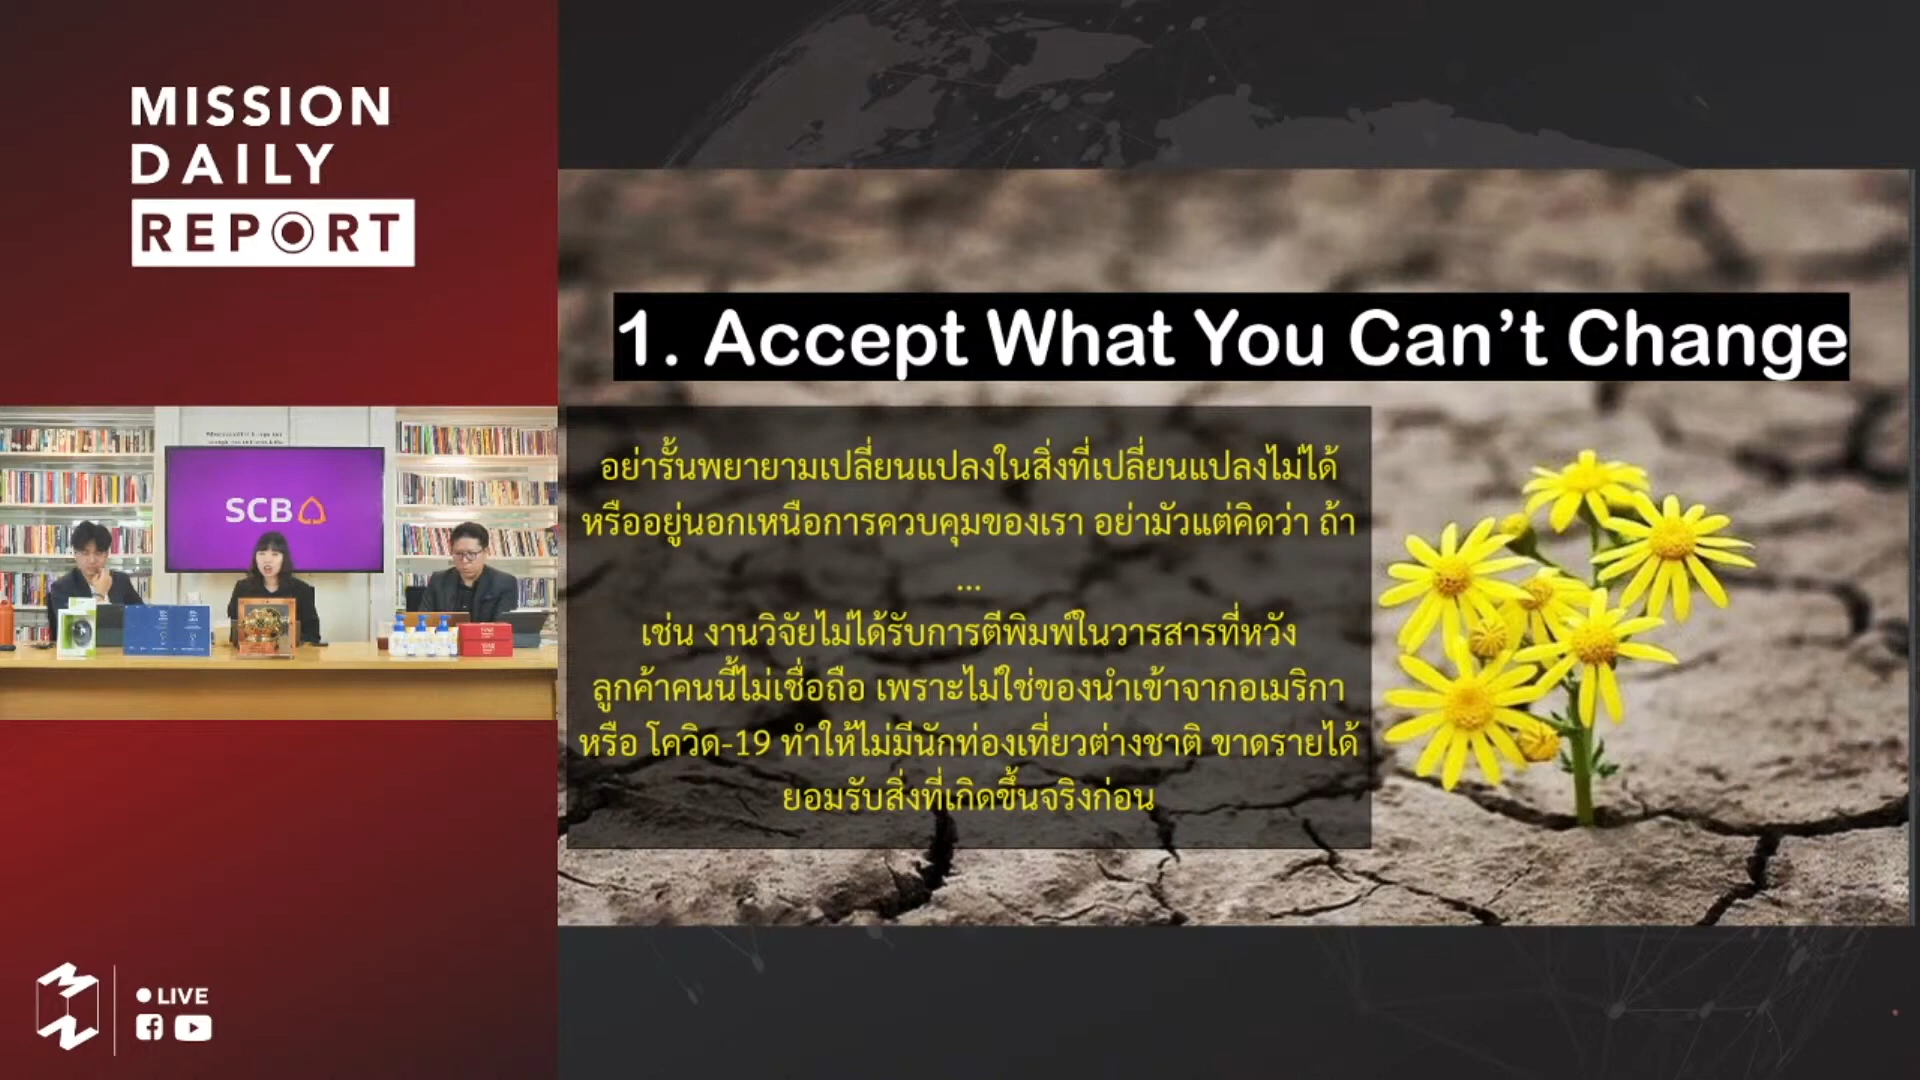 MISSION
DAILY
REPORT
SCB
LIVE
1. Accept What You Can’t Change
อย่ารั้นพยายามเปลี่ยนแปลงในสิ่งที่เปลี่ยนแปลงไม่ได้
หรืออยู่นอกเหนือการควบคุมของเรา อย่ามัวแต่คิดว่า ถ้า
...
เช่น งานวิจัยไม่ได้รับการตีพิมพ์ในวารสารที่หวัง
ลูกค้าคนนี้ไม่เชื่อถือ เพราะไม่ใช่ของนำเข้าจากอเมริกา
หรือ โควิด-19 ทำให้ไม่มีนักท่องเที่ยวต่างชาติ ขาดรายได้
ยอมรับสิ่งที่เกิดขึ้นจริงก่อน